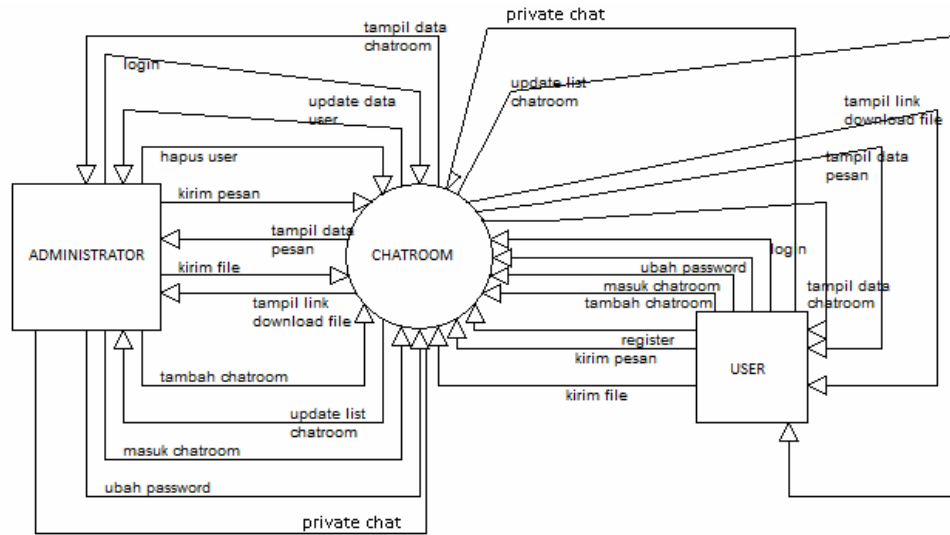 private chat
tampil data
chatroom
login
update list
chatroom
update data
user
tampil link
download file
hapus user
tampil data
pesan
kirim pesan
ADMINISTRATOR
tampil data
pesan
CHATROOM
login
kirim file
ubah password
masuk chatroom
tambah chatroom
tampil data
chatroom
tampil link
download file
register
kirim pesan
USER
tambah chatroom
kirim file
update list
chatroom
masuk chatroom
ubah password
private chat